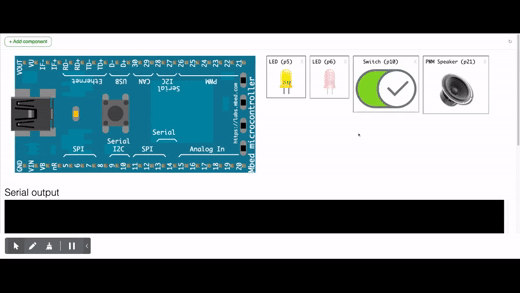 + Add component
VOUT VU IF- IF+ RD- RD+ TD- TD+ D- D+ 30 29 28 27 26 25 24 23 22 21
Ethernet USB CAN I2C PWM
Serial
https://labs.mbed.com
Mbed microcontroller
Serial
Serial
SPI I2C SPI Analog In
GND VIN VB nR 5 6 7 8 9 10 11 12 13 14 15 16 17 18 19 20
LED (p5)
LED (p6)
Switch (p10)
PWM Speaker (p21)
Serial output